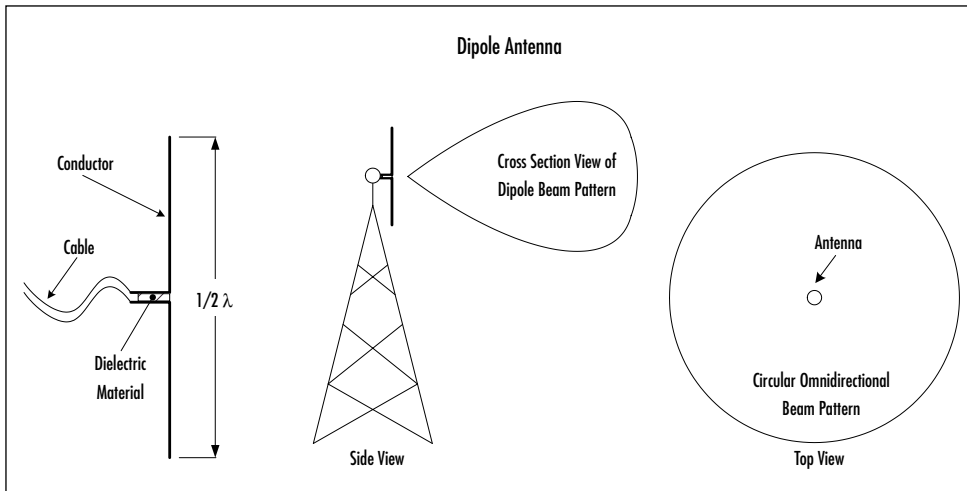 Dipole Antenna
Conductor
Cable
1/2 λ
Dielectric
Material
Cross Section View of
Dipole Beam Pattern
Side View
Antenna
Circular Omnidirectional
Beam Pattern
Top View